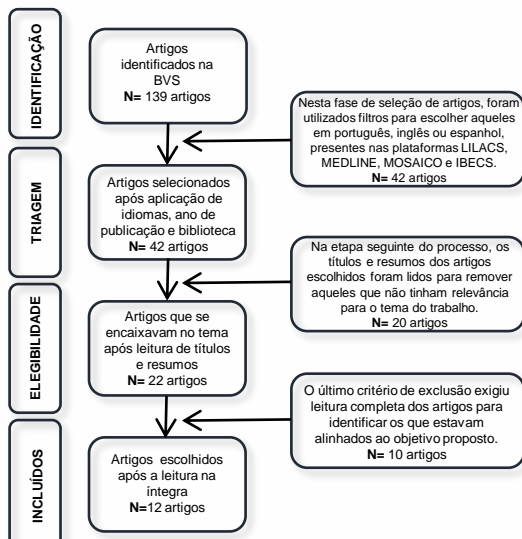 IDENTIFICAÇÃO
Artigos
identificados na
BVS
N= 139 artigos
Nesta fase de seleção de artigos, foram
utilizados filtros para escolher aqueles
em português, inglês ou espanhol,
presentes nas plataformas LILACS,
MEDLINE, MOSAICO e IBECS.
N= 42 artigos
TRIAGEM
Artigos selecionados
após aplicação de
idiomas, ano de
publicação e biblioteca
N= 42 artigos
Na etapa seguinte do processo, os
títulos e resumos dos artigos
escolhidos foram lidos para remover
aqueles que não tinham relevância
para o tema do trabalho.
N= 20 artigos
ELEGIBILIDADE
Artigos que se
encaixavam no tema
após leitura de títulos
e resumos
N= 22 artigos
O último critério de exclusão exigiu
leitura completa dos artigos para
identificar os que estavam
alinhados ao objetivo proposto.
N= 10 artigos
INCLUÍDOS
Artigos escolhidos
após a leitura na
íntegra
N=12 artigos